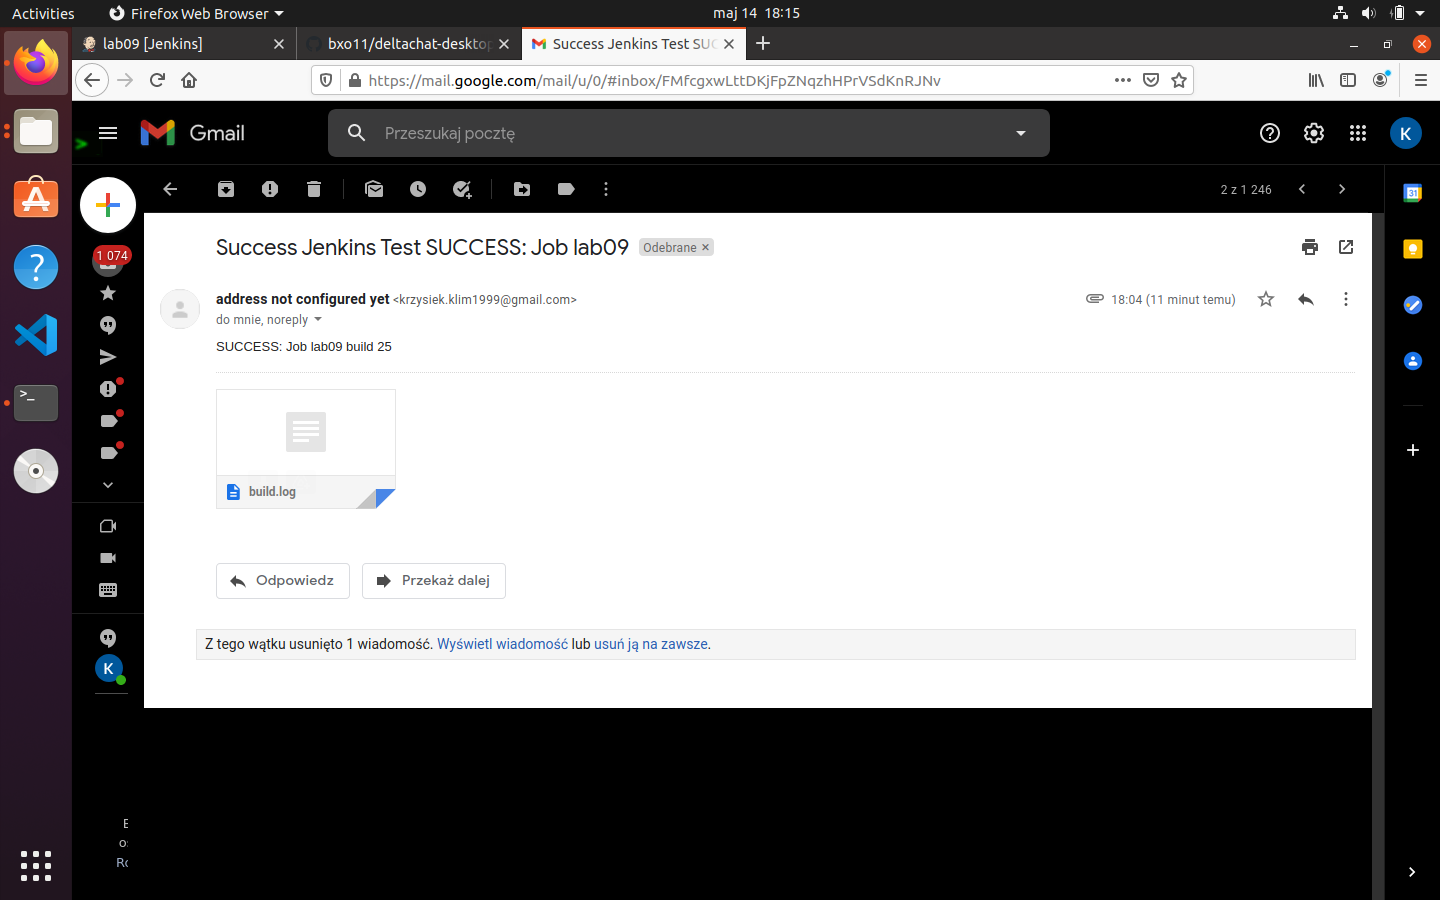 Activities
Firefox Web Browser
maj 14 18:15
lab09 [Jenkins]
bxo11/deltachat-desktop
Success Jenkins Test SUC
https://mail.google.com/mail/u/0/#inbox/FMfcgxwLttDKjFpZNqzhHPrVSdKnRJNv
Gmail
Przeszukaj pocztę
K
2 z 1 246
31
1 074
Success Jenkins Test SUCCESS: Job lab09
Odebrane ×
address not configured yet <krzysiek.klim1999@gmail.com>
18:04 (11 minut temu)
do mnie, noreply
SUCCESS: Job lab09 build 25
build.log
Odpowiedz
Przekaż dalej
Z tego wątku usunięto 1 wiadomość. Wyświetl wiadomość lub usuń ją na zawsze.
K